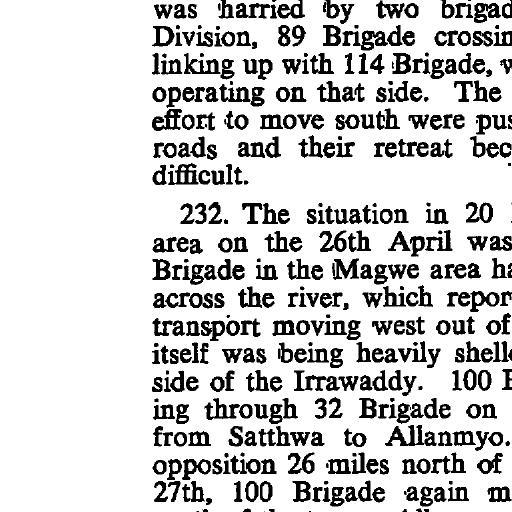 was harried by two brigad
Division, 89 Brigade crossin
linking up with 114 Brigade, w
operating on that side. The
effort to move south were pus
roads and their retreat bec
difficult.
232. The situation in 20
area on the 26th April was
Brigade in the Magwe area ha
across the river, which repor
transport moving west out of
itself was being heavily shell
side of the Irrawaddy. 100 B
ing through 32 Brigade on
from Satthwa to Allanmyo.
opposition 26 miles north of
27th, 100 Brigade again m